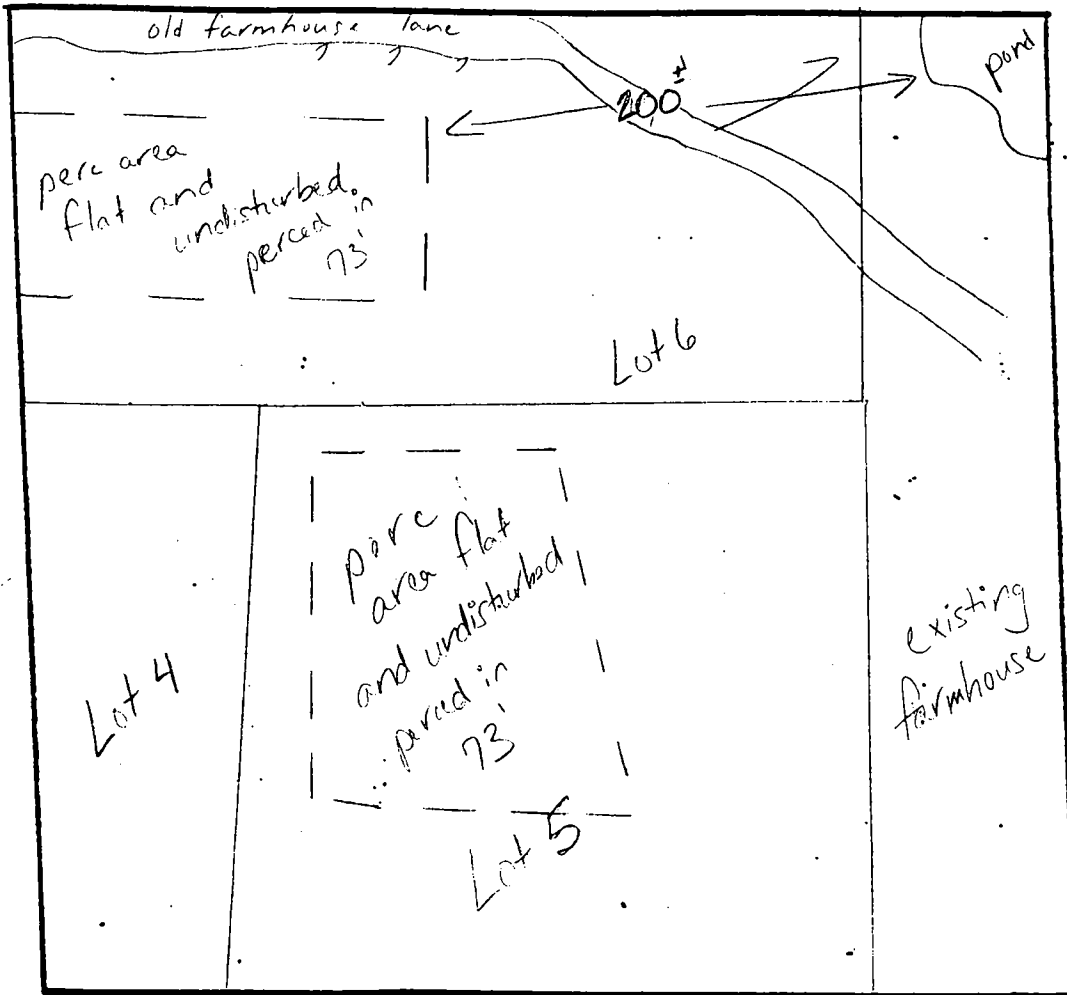 old farmhouse lane
pond
200 ±
perc area
flat and
undisturbed.
perced in
73'
Lot 6
perc
area flat
and undisturbed
perced in
73'
Lot 4
existing
farmhouse
Lot 5